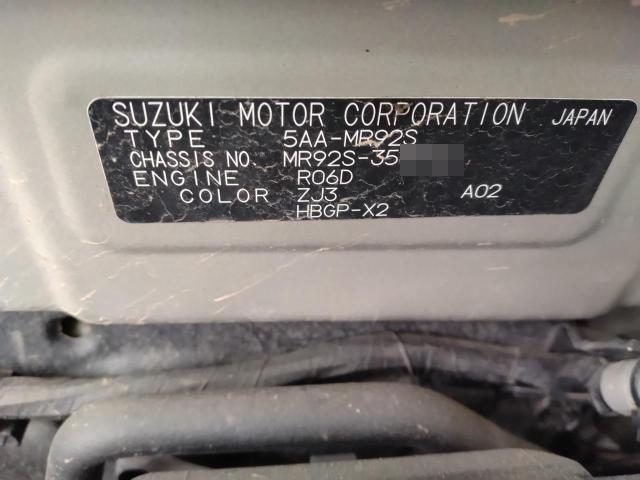 SUZUKI MOTOR CORPORATION JAPAN
TYPE 5AA-MR92S
CHASSIS NO. MR92S-35
ENGINE R06D
COLOR ZJ3 A02
HBGP-X2